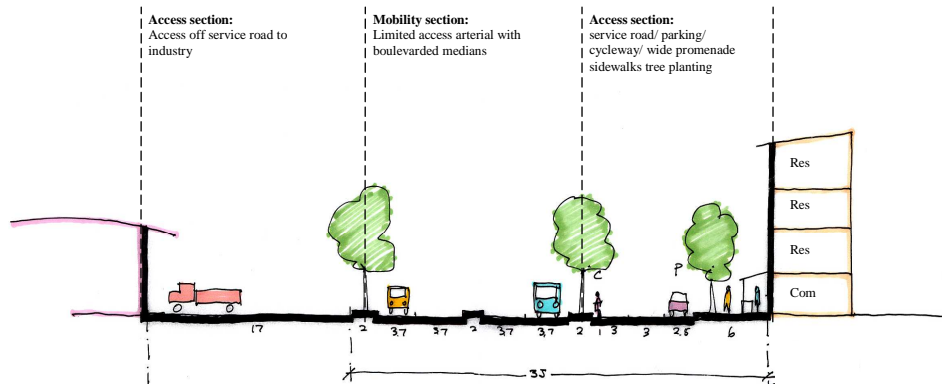 Access section:
Access off service road to
industry
Mobility section:
Limited access arterial with
boulevarded medians
Access section:
service road/ parking/
cycleway/ wide promenade
sidewalks tree planting
Res
Res
Res
Com
C
P
17 2 3,7 3,7 2 3,7 3,7 2 1 3 3 2,5 6
35